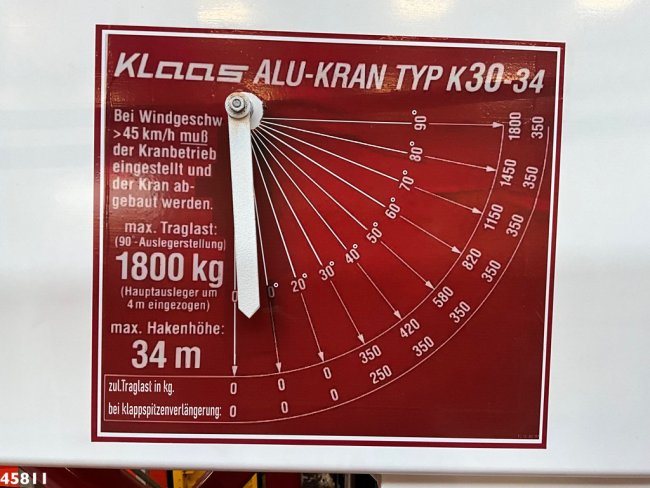 KLaas ALU-KRAN TYP K30-34
Bei Windgeschw
>45 km/h muß
der Kranbetrieb
eingestellt und
der Kran ab-
gebaut werden.
max. Traglast:
(90°-Auslegerstellung)
1800 kg
(Hauptausleger um
4 m eingezogen)
max. Hakenhöhe:
34 m
90° 1800 350
80° 1450 350
70° 1150 350
60° 820 350
50° 580 350
40° 420 350
30° 350 250
20° 0 0
0° 0 0
0
zul.Traglast in kg. 0
bei klappspitzenverlängerung: 0
45811